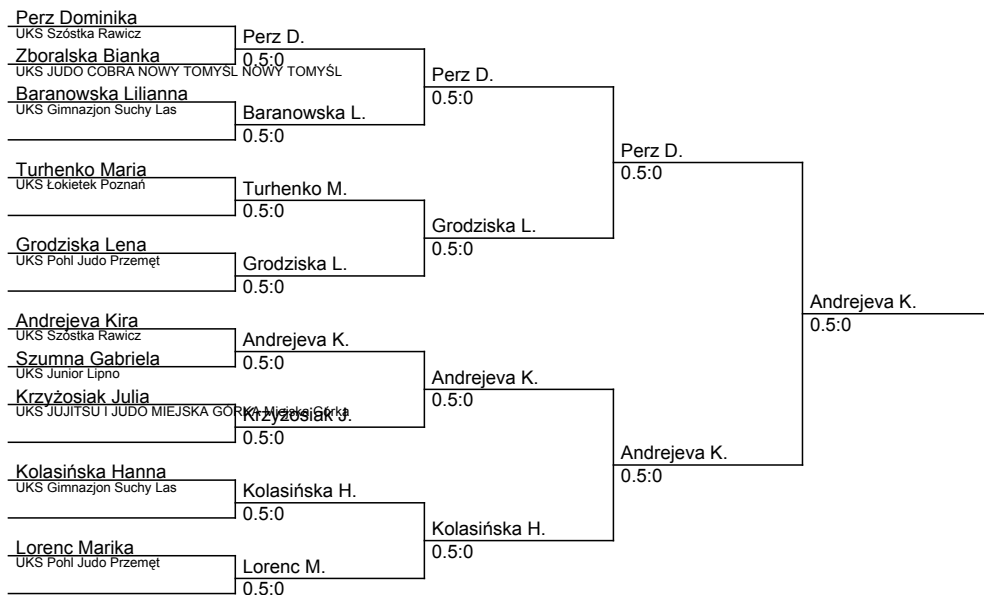 Perz Dominika
UKS Szóstka Rawicz
Zboralska Bianka
UKS JUDO COBRA NOWY TOMYŚL NOWY TOMYŚL
Baranowska Lilianna
UKS Gimnazjon Suchy Las
Turhenko Maria
UKS Łokietek Poznań
Grodziska Lena
UKS Pohl Judo Przemęt
Andrejeva Kira
UKS Szóstka Rawicz
Szumna Gabriela
UKS Junior Lipno
Krzyżosiak Julia
UKS JUJITSU I JUDO MIEJSKA GÓRKA Miejska Górka
Kolasińska Hanna
UKS Gimnazjon Suchy Las
Lorenc Marika
UKS Pohl Judo Przemęt
Perz D.
0.5:0
Baranowska L.
0.5:0
Turhenko M.
0.5:0
Grodziska L.
0.5:0
Andrejeva K.
0.5:0
Krzyżosiak J.
0.5:0
Kolasińska H.
0.5:0
Lorenc M.
0.5:0
Perz D.
0.5:0
Grodziska L.
0.5:0
Andrejeva K.
0.5:0
Kolasińska H.
0.5:0
Perz D.
0.5:0
Andrejeva K.
0.5:0
Andrejeva K.
0.5:0